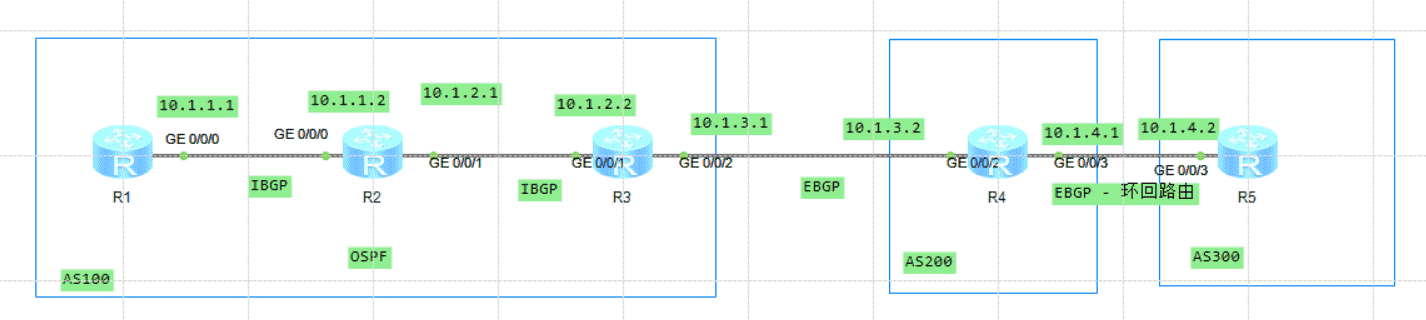 10.1.1.1
10.1.1.2
10.1.2.1
10.1.2.2
10.1.3.1
10.1.3.2
10.1.4.1
10.1.4.2
GE 0/0/0
GE 0/0/0
GE 0/0/1
GE 0/0/1
GE 0/0/2
GE 0/0/2
GE 0/0/3
GE 0/0/3
R
R
R
R
R
IBGP
IBGP
EBGP
EBGP - 环回路由
R1
R2
R3
R4
R5
OSPF
AS100
AS200
AS300